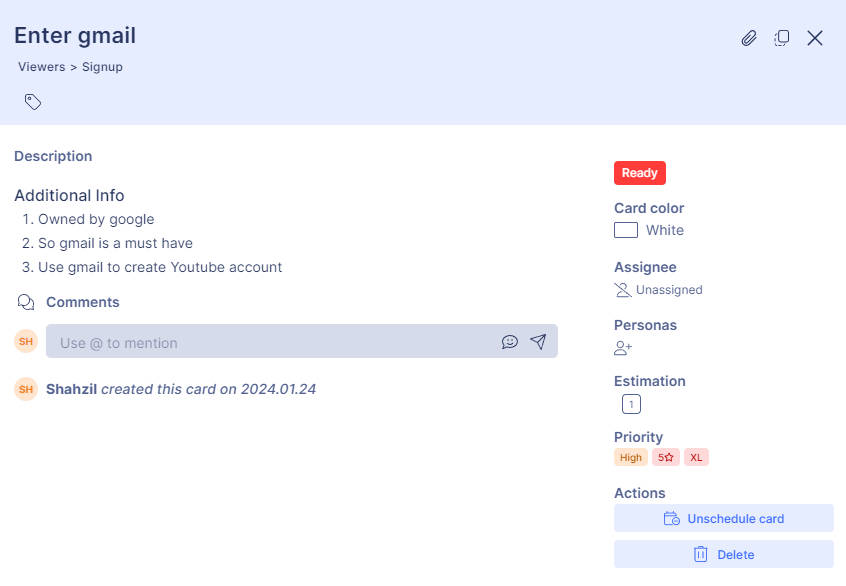 Enter gmail
Viewers > Signup
Description
Additional Info
1. Owned by google
2. So gmail is a must have
3. Use gmail to create Youtube account
Comments
SH
Use @ to mention
SH
Shahzil created this card on 2024.01.24
Ready
Card color
White
Assignee
Unassigned
Personas
Estimation
1
Priority
High 5☆ XL
Actions
Unschedule card
Delete